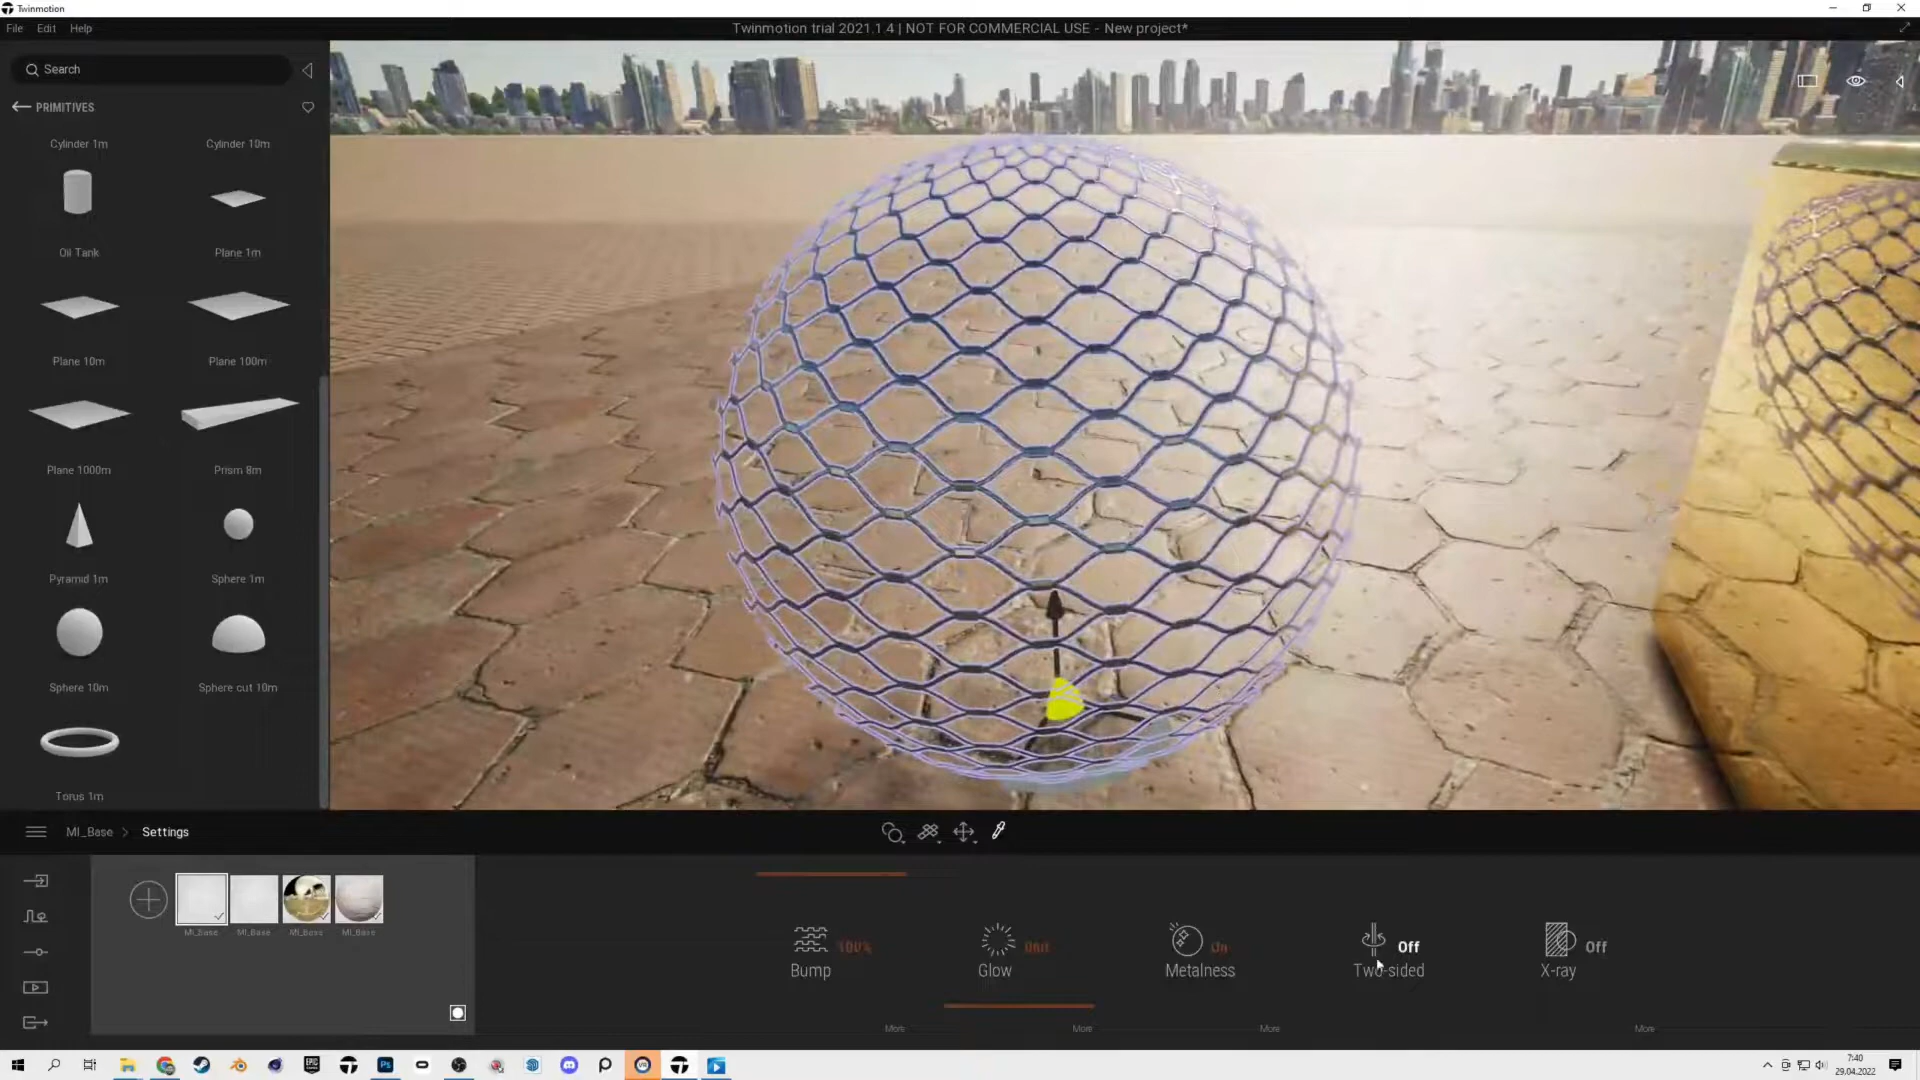 Twinmotion
File Edit Help
Twinmotion trial 2021.1.4 | NOT FOR COMMERCIAL USE - New project*
Search
PRIMITIVES
Cylinder 1m Cylinder 10m
Oil Tank Plane 1m
Plane 10m Plane 100m
Plane 1000m Prism 8m
Pyramid 1m Sphere 1m
Sphere 10m Sphere cut 10m
Torus 1m
MI_Base > Settings
MI_Base MI_Base MI_Base MI_Base
100% On Off Off
Bump Glow Metalness Two-sided X-ray
More More More More
7:40
29.04.2022